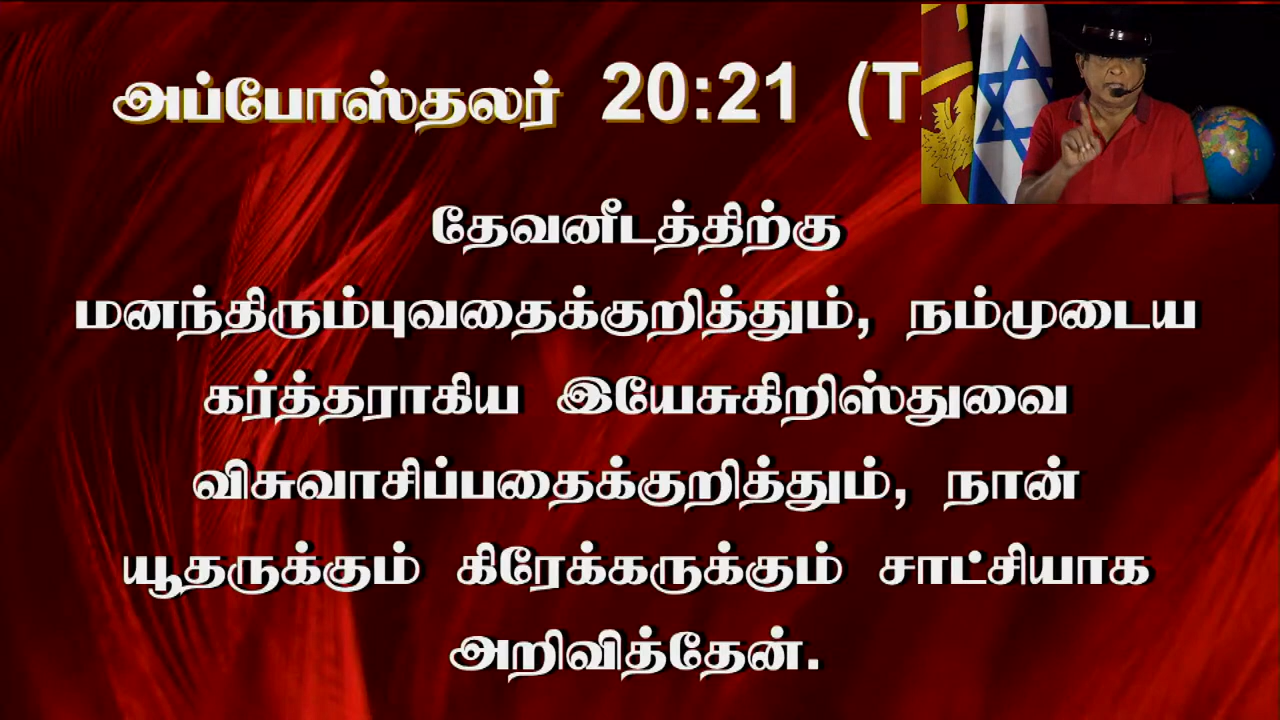 அப்போஸ்தலர் 20:21 (T
தேவனீடத்திற்கு
மனந்திரும்புவதைக்குறித்தும், நம்முடைய
கர்த்தராகிய இயேசுகிறிஸ்துவை
விசுவாசிப்பதைக்குறித்தும், நான்
யூதருக்கும் கிரேக்கருக்கும் சாட்சியாக
அறிவித்தேன்.